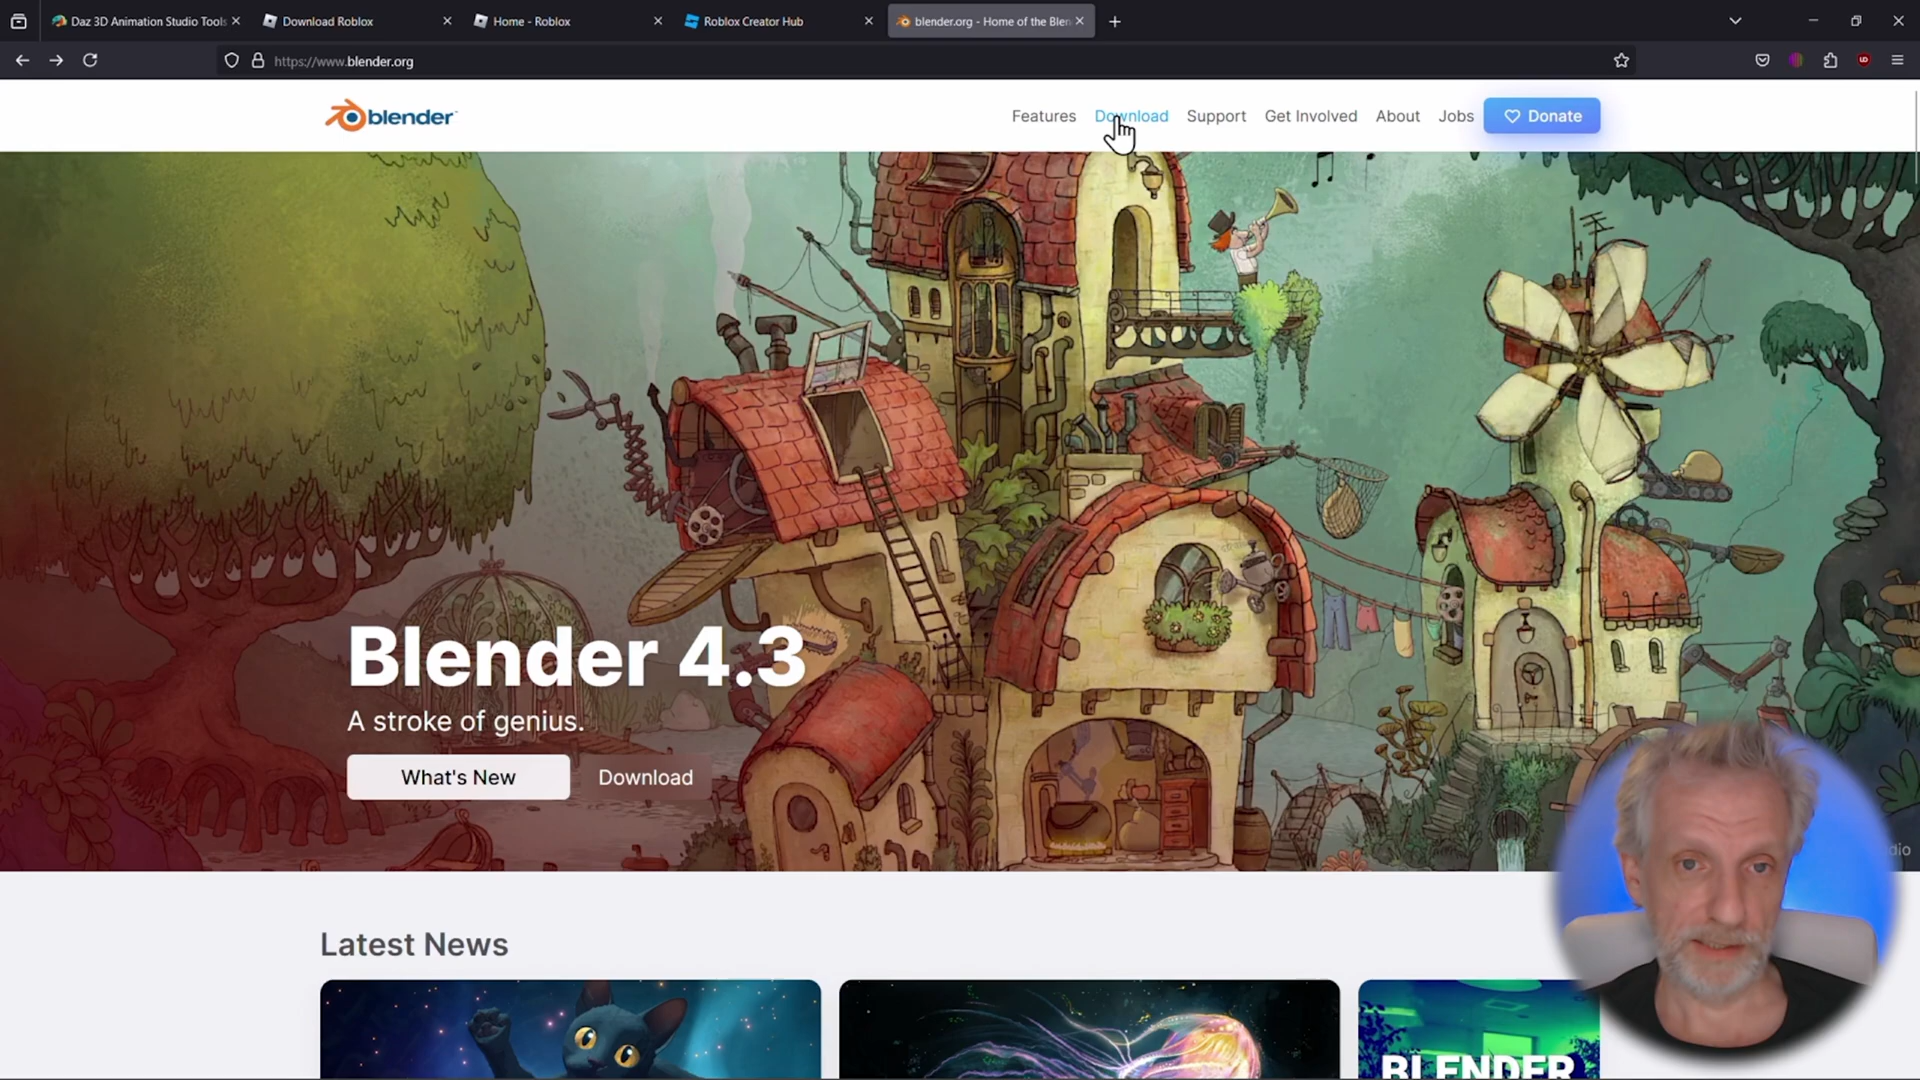 Daz 3D Animation Studio Tools
Download Roblox
Home - Roblox
Roblox Creator Hub
blender.org - Home of the Blen
https://www.blender.org
blender
Features
Download
Support
Get Involved
About
Jobs
Donate
Blender 4.3
A stroke of genius.
What's New
Download
dio
Latest News
BLENDER